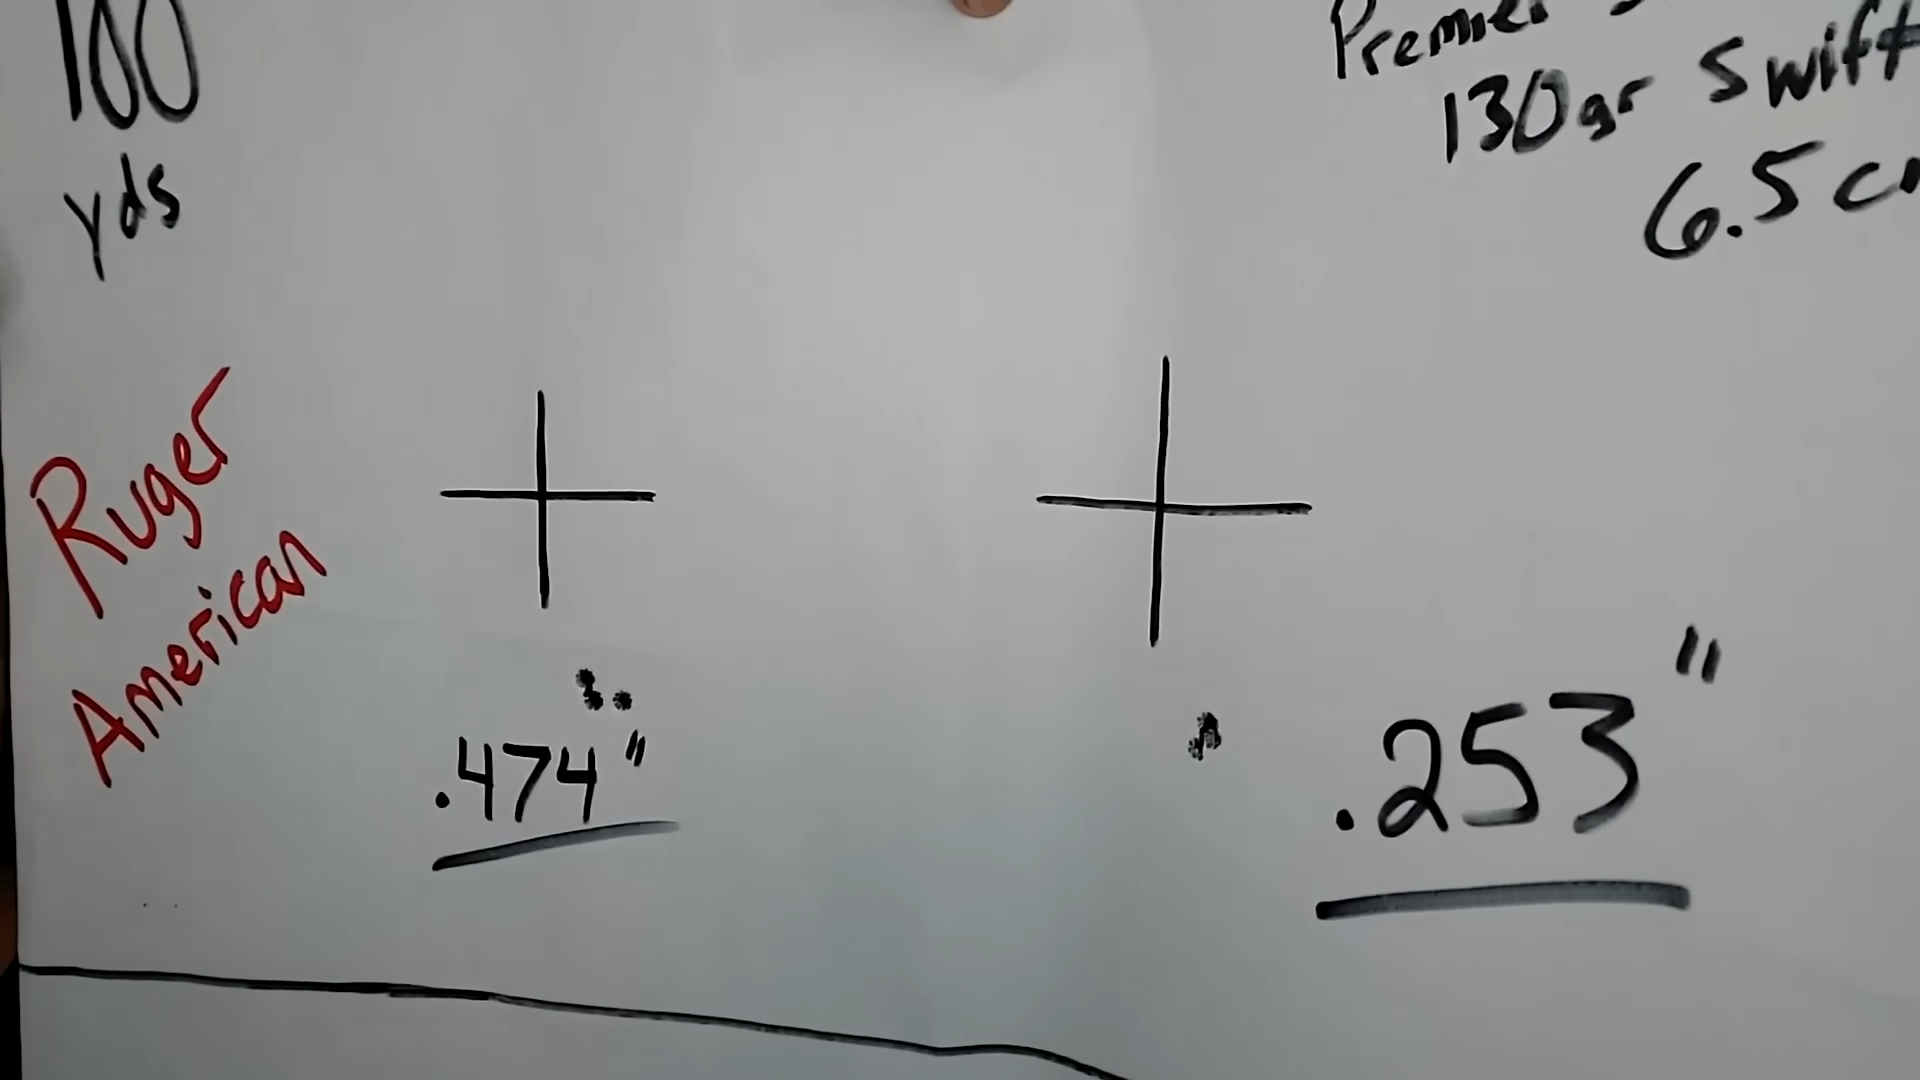 100
yds
Premier
130gr Swift
6.5
Ruger
American
.474"
.253"